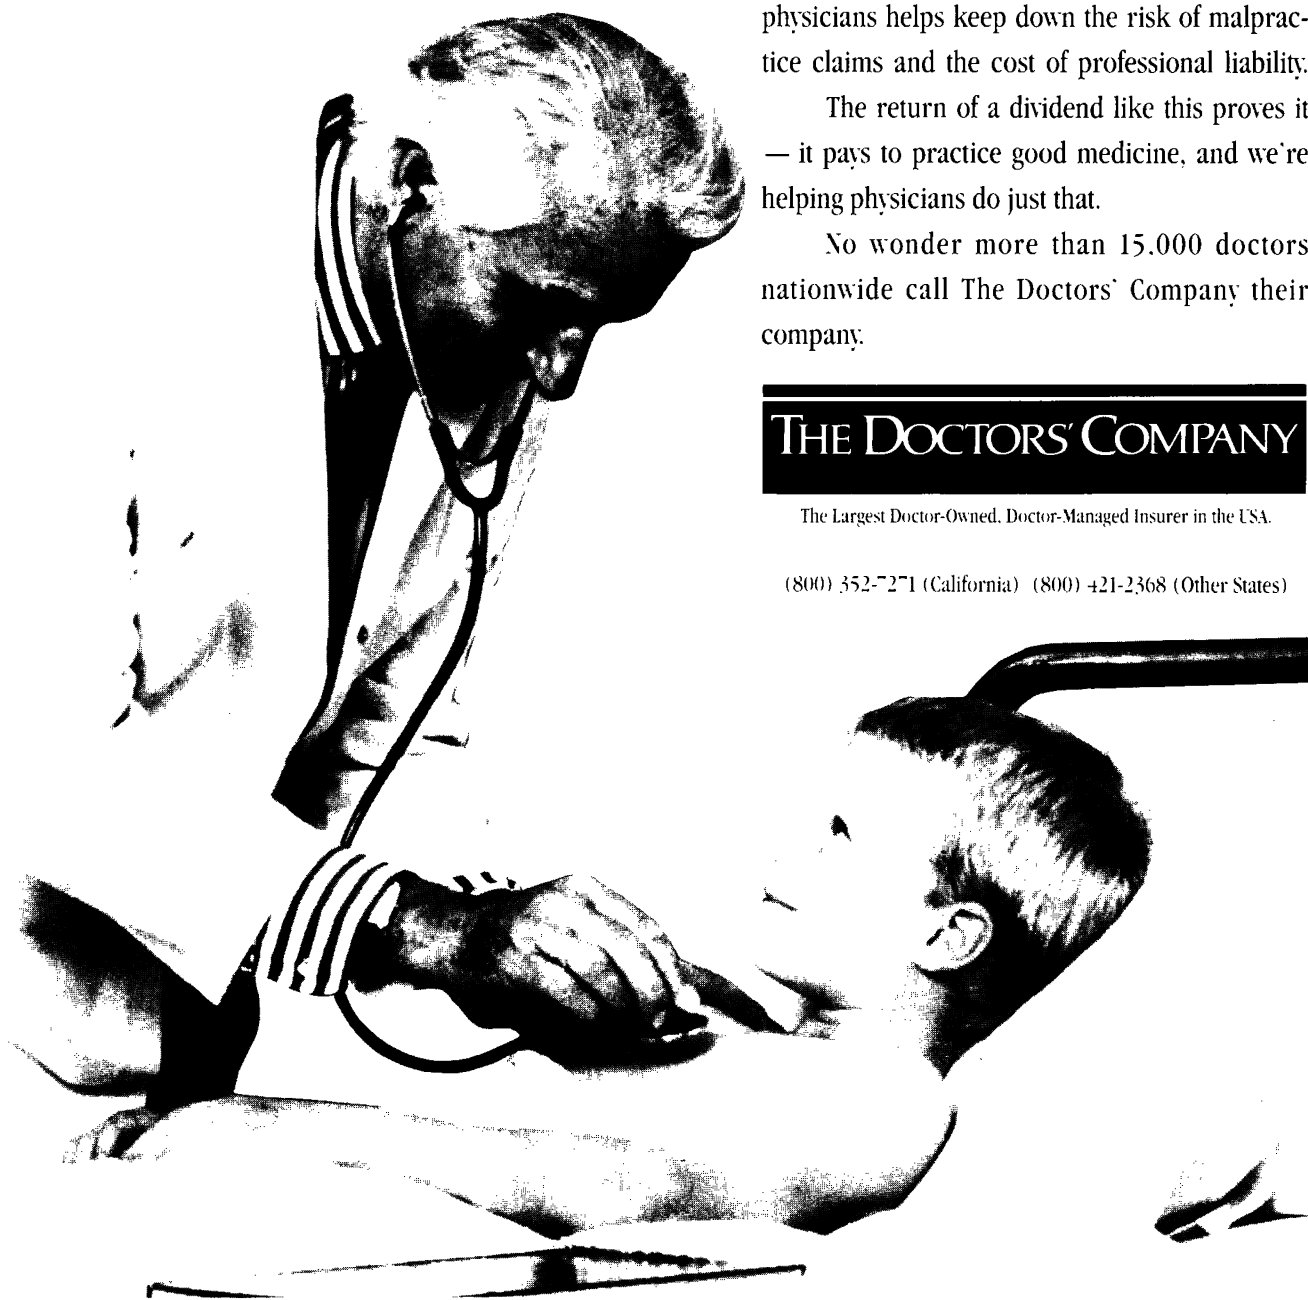 physicians helps keep down the risk of malprac-
tice claims and the cost of professional liability.
The return of a dividend like this proves it
— it pays to practice good medicine, and we're
helping physicians do just that.
No wonder more than 15,000 doctors
nationwide call The Doctors' Company their
company.
THE DOCTORS' COMPANY
The Largest Doctor-Owned, Doctor-Managed Insurer in the USA.
(800) 352-7271 (California) (800) 421-2368 (Other States)